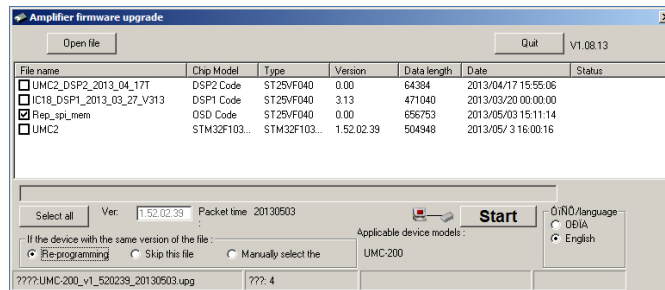 Amplifier firmware upgrade
Open file
Quit
V1.08.13
File name Chip Model Type Version Data length Date Status
UMC2_DSP2_2013_04_17T DSP2 Code ST25VF040 0.00 64384 2013/04/17 15:55:06
IC18_DSP1_2013_03_27_V313 DSP1 Code ST25VF040 3.13 471040 2013/03/20 00:00:00
Rep_spi_mem OSD Code ST25VF040 0.00 656753 2013/05/03 15:11:14
UMC2 STM32F103... STM32F103... 1.52.02.39 504948 2013/05/ 3 16:00:16
Select all
Ver: 1.52.02.39
Packet time : 20130503
Start
ÓïÑÔ/language
ÖÐÎÄ
English
If the device with the same version of the file :
Re-programming
Skip this file
Manually select the
Applicable device models :
UMC-200
????:UMC-200_v1_520239_20130503.upg
???: 4